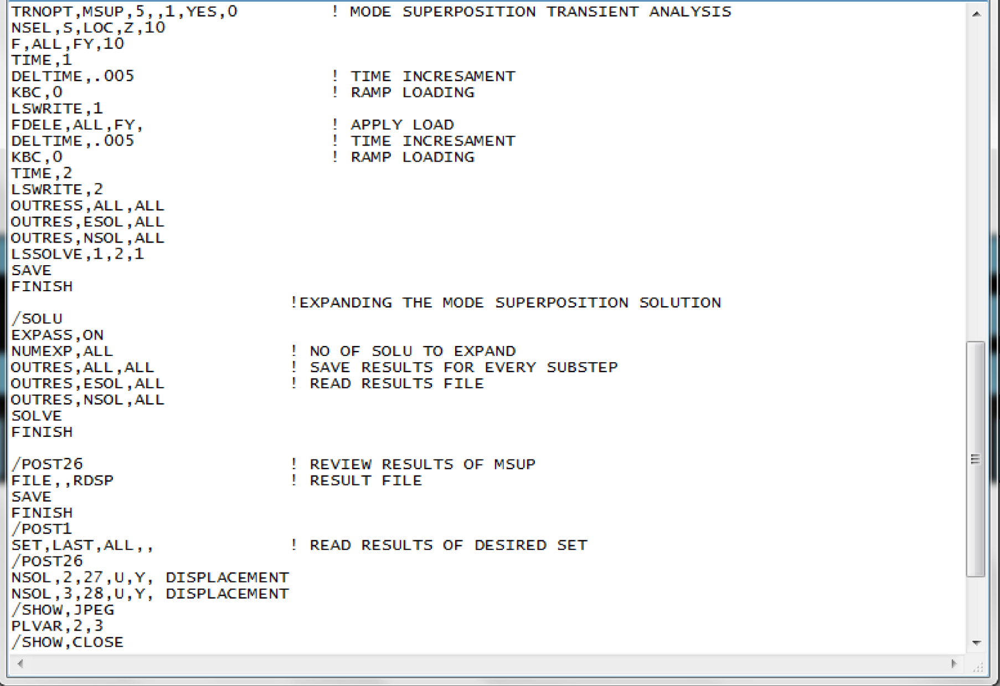 TRNOPT,MSUP,5,,1,YES,0 ! MODE SUPERPOSITION TRANSIENT ANALYSIS
NSEL,S,LOC,Z,10
F,ALL,FY,10
TIME,1
DELTIME,.005 ! TIME INCRESAMENT
KBC,0 ! RAMP LOADING
LSWRITE,1
FDELE,ALL,FY, ! APPLY LOAD
DELTIME,.005 ! TIME INCRESAMENT
KBC,0 ! RAMP LOADING
TIME,2
LSWRITE,2
OUTRESS,ALL,ALL
OUTRES,ESOL,ALL
OUTRES,NSOL,ALL
LSSOLVE,1,2,1
SAVE
FINISH
!EXPANDING THE MODE SUPERPOSITION SOLUTION
/SOLU
EXPASS,ON
NUMEXP,ALL ! NO OF SOLU TO EXPAND
OUTRES,ALL,ALL ! SAVE RESULTS FOR EVERY SUBSTEP
OUTRES,ESOL,ALL ! READ RESULTS FILE
OUTRES,NSOL,ALL
SOLVE
FINISH
/POST26 ! REVIEW RESULTS OF MSUP
FILE,,RDSP ! RESULT FILE
SAVE
FINISH
/POST1
SET,LAST,ALL,, ! READ RESULTS OF DESIRED SET
/POST26
NSOL,2,27,U,Y, DISPLACEMENT
NSOL,3,28,U,Y, DISPLACEMENT
/SHOW,JPEG
PLVAR,2,3
/SHOW,CLOSE